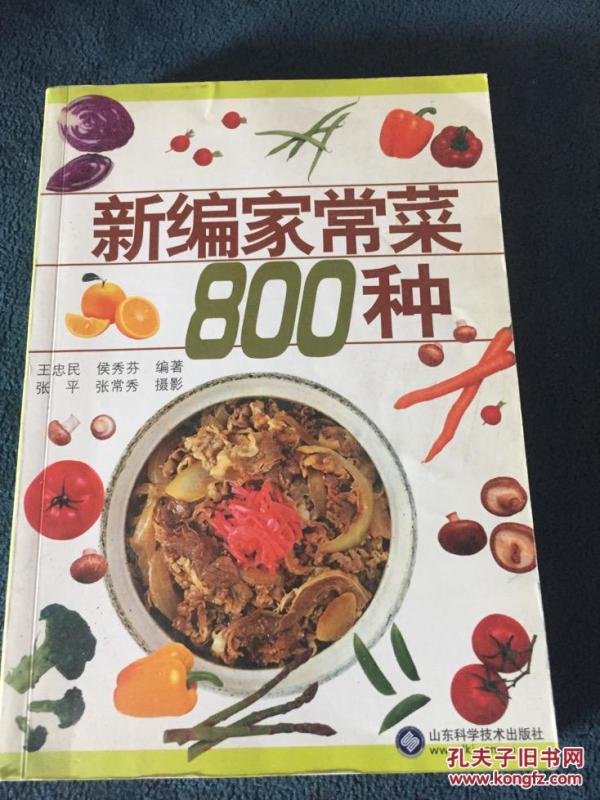 新编家常菜
800种
王忠民 侯秀芬 编著
张平 张常秀 摄影
山东科学技术出版社
孔夫子旧书网
www.kongfz.com